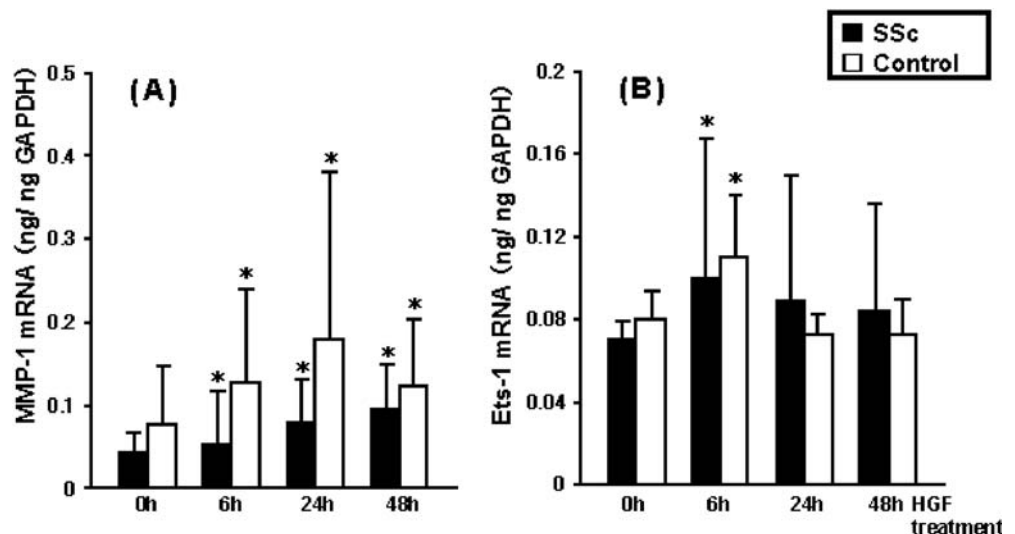 SSc
Control
(A)
MMP-1 mRNA (ng/ ng GAPDH)
0.5
0.4
0.3
0.2
0.1
0
* * * * * *
0h 6h 24h 48h
(B)
Ets-1 mRNA (ng/ ng GAPDH)
0.2
0.16
0.12
0.08
0.04
0
* *
0h 6h 24h 48h HGF
treatment